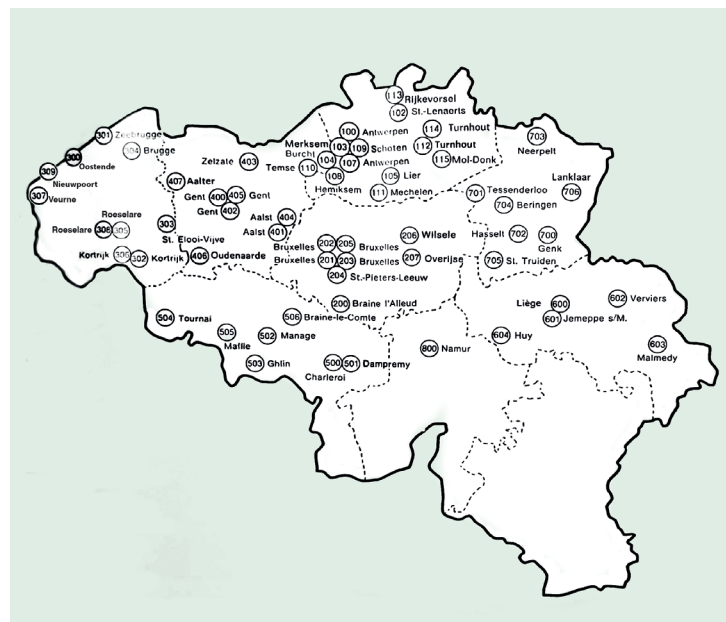 113 Rijkevorsel
102 St.-Lenaerts
301 Zeebrugge
304 Brugge
300 Oostende
309 Nieuwpoort
307 Veurne
Roeselare
Roeselare 308 305
303 St. Elooi-Vijve
Kortrijk 306 302 Kortrijk
Zelzate 403
407 Aalter
Gent 400 405 Gent
Gent 402
Aalst 404
Aalst 401
406 Oudenaarde
100 Antwerpen
Merksem 103 109 Schoten
Burcht 104 107 Antwerpen
Temse 110
108 Hemiksem
105 Lier
111 Mechelen
114 Turnhout
112 Turnhout
115 Mol-Donk
703 Neerpelt
Lanklaar 706
701 Tessenderloo
704 Beringen
Hasselt 702
700 Genk
705 St. Truiden
206 Wilsele
207 Overijse
Bruxelles 202 205 Bruxelles
Bruxelles 201 203 Bruxelles
204 St.-Pieters-Leeuw
200 Braine l'Alleud
504 Tournai
506 Braine-le-Comte
505 Maffle
502 Manage
503 Ghlin
500 501 Dampremy
Charleroi
800 Namur
Liège 600
601 Jemeppe s/M.
602 Verviers
604 Huy
603 Malmedy